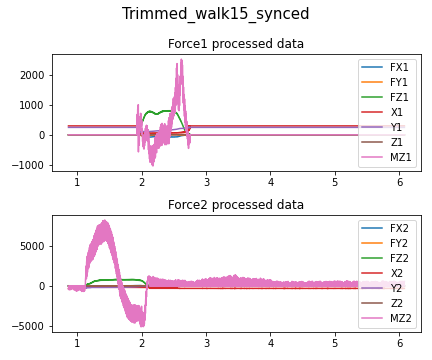 Trimmed_walk15_synced
Force1 processed data
2000
1000
0
−1000
FX1
FY1
FZ1
X1
Y1
Z1
MZ1
1 2 3 4 5 6
Force2 processed data
5000
0
−5000
FX2
FY2
FZ2
X2
Y2
Z2
MZ2
1 2 3 4 5 6